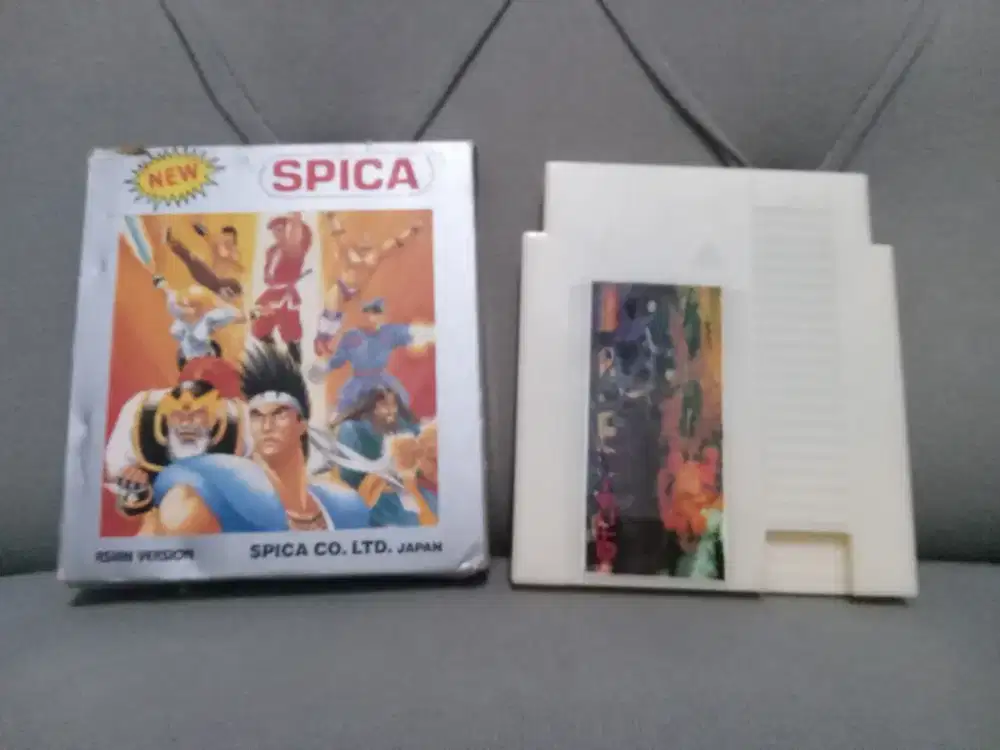 NEW
SPICA
ASIAN VERSION
SPICA CO. LTD. JAPAN